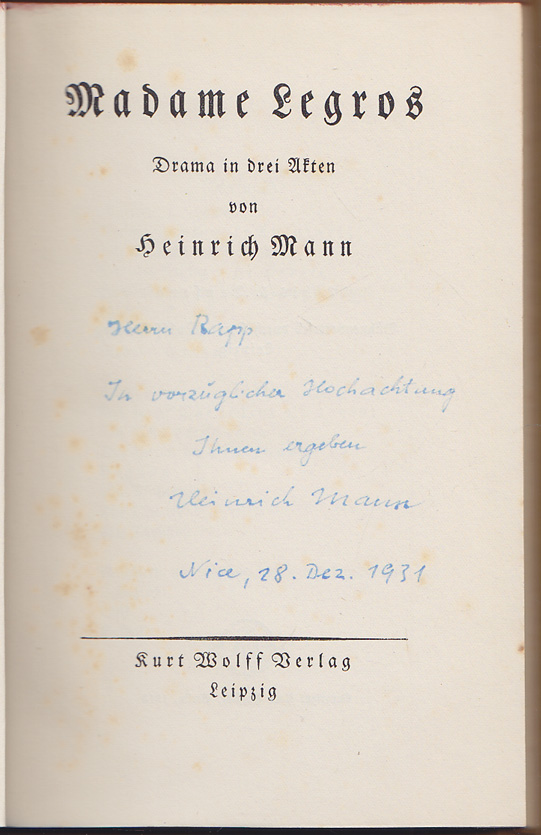 Madame Legros
Drama in drei Akten
von
Heinrich Mann
Herrn Rapp
In vorzüglicher Hochachtung
Ihnen ergeben
Heinrich Mann
Nice, 28. Dez. 1931
Kurt Wolff Verlag
Leipzig